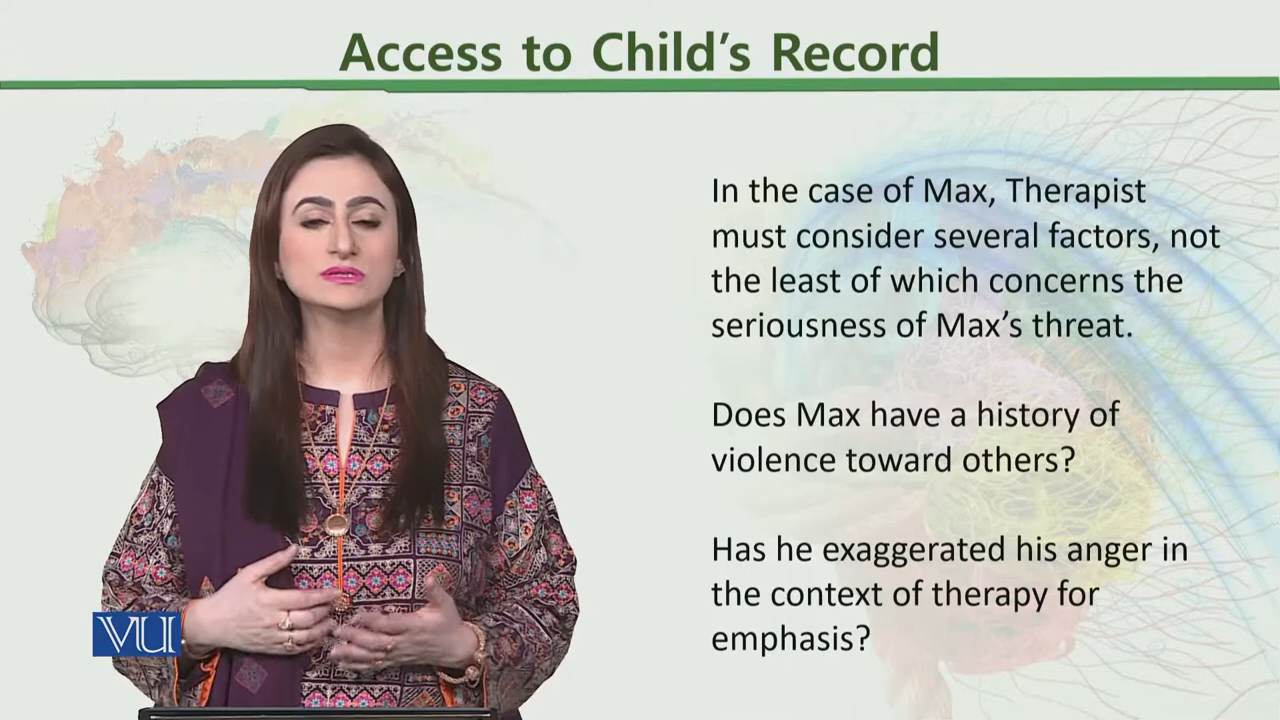 Access to Child’s Record
In the case of Max, Therapist
must consider several factors, not
the least of which concerns the
seriousness of Max’s threat.
Does Max have a history of
violence toward others?
Has he exaggerated his anger in
the context of therapy for
emphasis?
VU